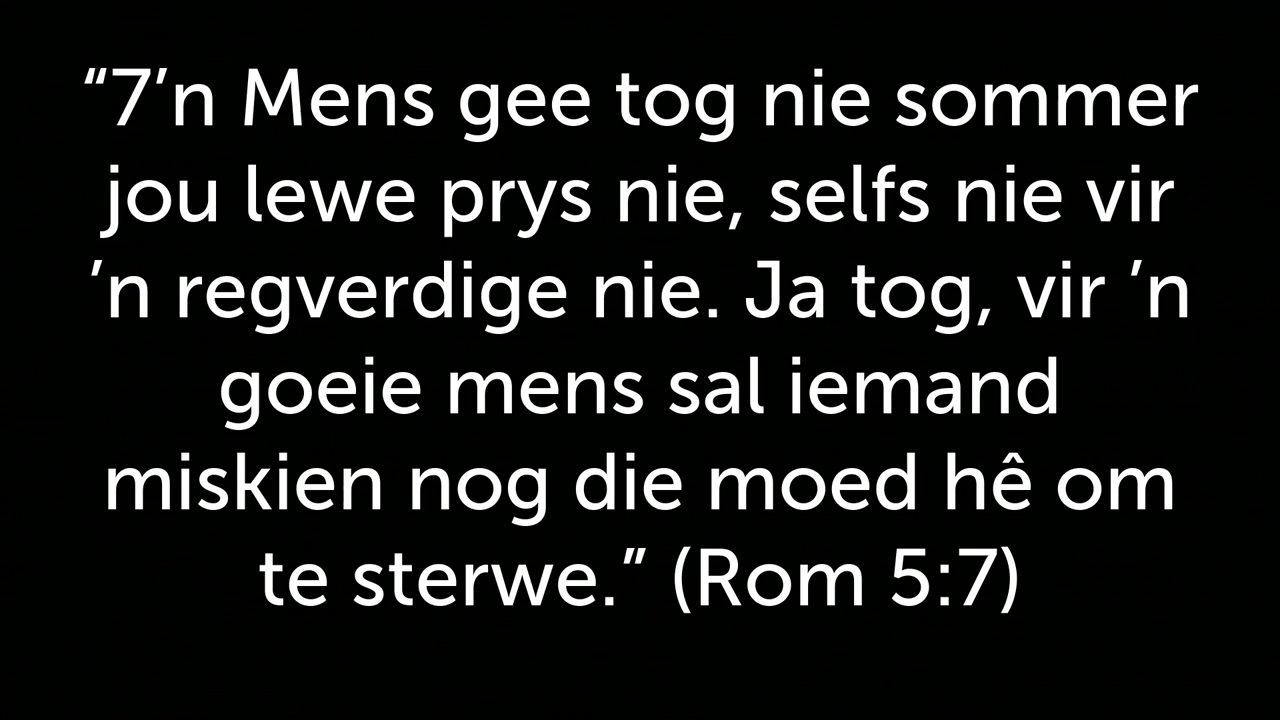 “7’n Mens gee tog nie sommer
jou lewe prys nie, selfs nie vir
’n regverdige nie. Ja tog, vir ’n
goeie mens sal iemand
miskien nog die moed hê om
te sterwe.” (Rom 5:7)